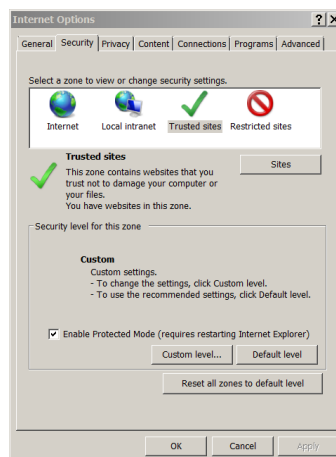 Internet Options
General Security Privacy Content Connections Programs Advanced
Select a zone to view or change security settings.
Internet Local intranet Trusted sites Restricted sites
Trusted sites
This zone contains websites that you
trust not to damage your computer or
your files.
You have websites in this zone.
Sites
Security level for this zone
Custom
Custom settings.
- To change the settings, click Custom level.
- To use the recommended settings, click Default level.
Enable Protected Mode (requires restarting Internet Explorer)
Custom level... Default level
Reset all zones to default level
OK Cancel Apply